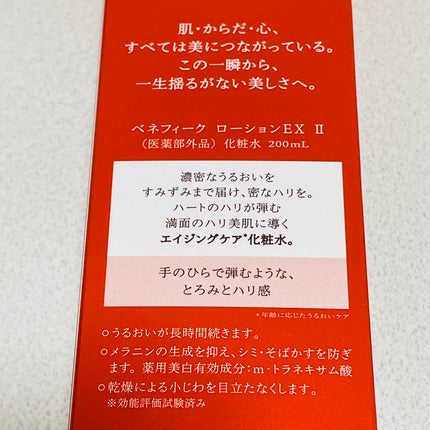 肌・からだ・心、
すべては美につながっている。
この一瞬から、
一生揺るがない美しさへ。
ベネフィーク ローションEX Ⅱ
（医薬部外品）化粧水 200mL
濃密なうるおいを
すみずみまで届け、密なハリを。
ハートのハリが弾む
満面のハリ美肌に導く
エイジングケア*化粧水。
手のひらで弾むような、
とろみとハリ感
*年齢に応じたうるおいケア
○うるおいが長時間続きます。
○メラニンの生成を抑え、シミ・そばかすを防ぎ
ます。薬用美白有効成分：m-トラネキサム酸
○乾燥による小じわを目立たなくします。
※効能評価試験済み